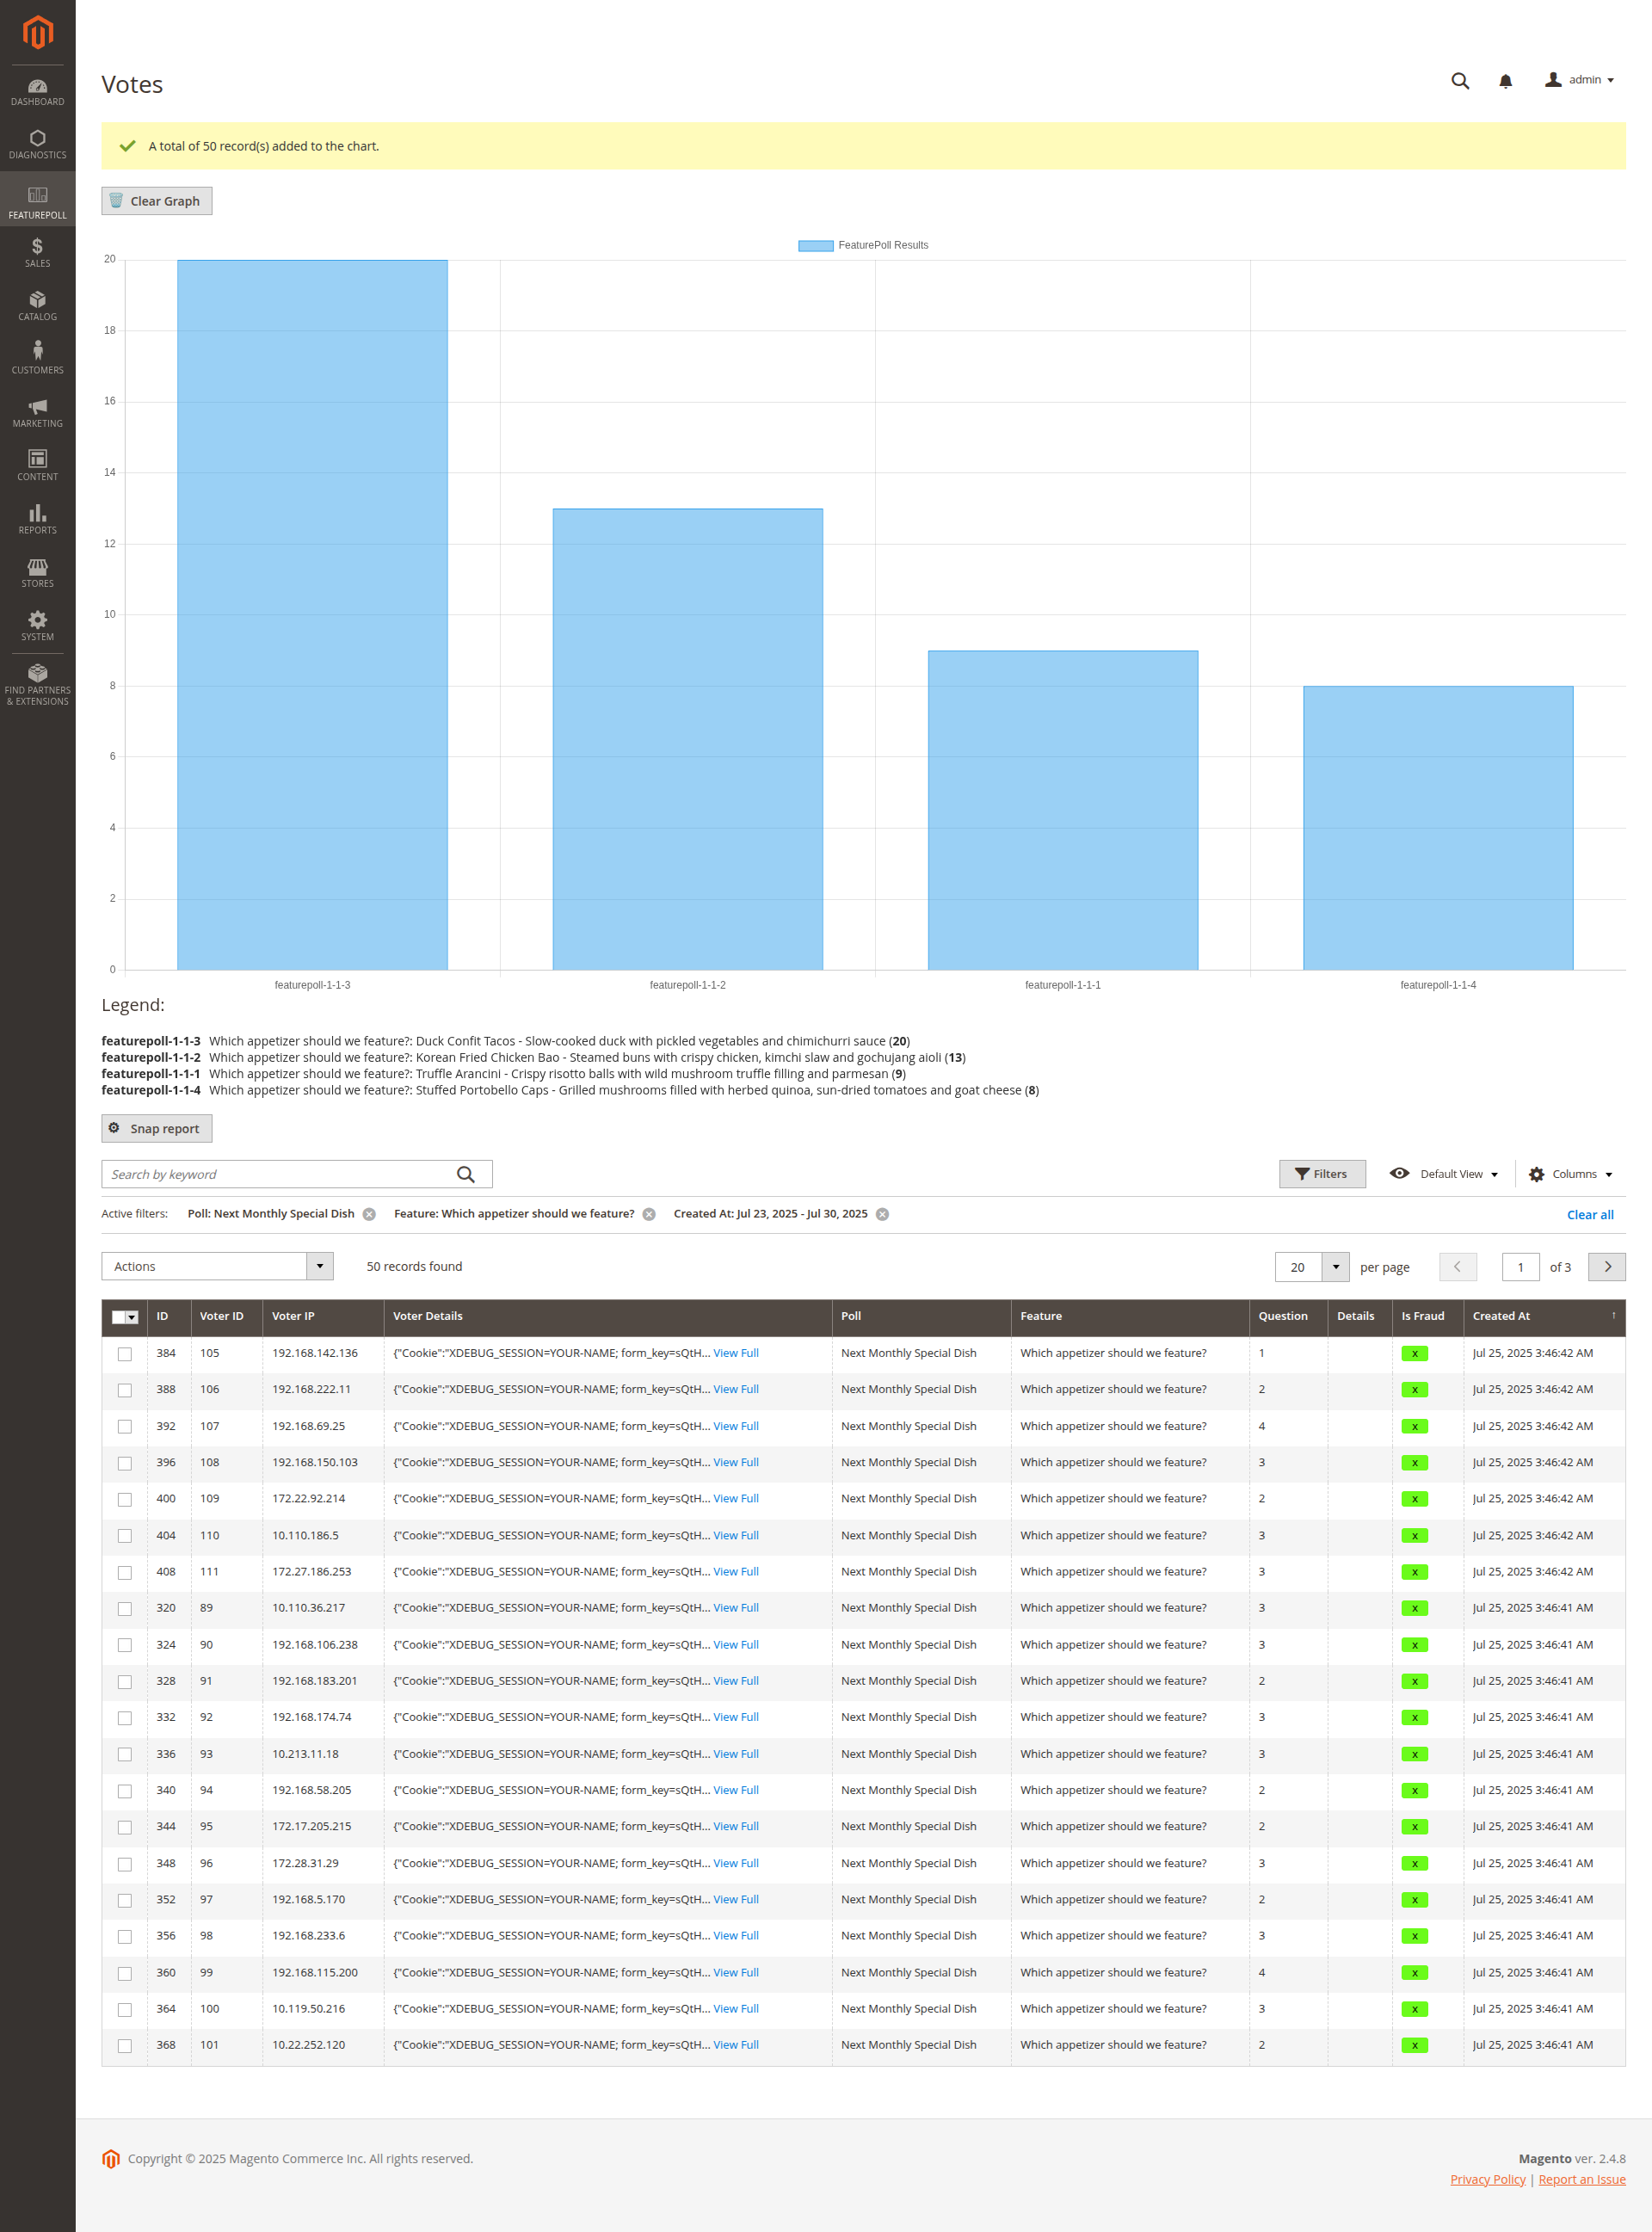 Votes
admin
DASHBOARD
DIAGNOSTICS
FEATUREPOLL
SALES
CATALOG
CUSTOMERS
MARKETING
CONTENT
REPORTS
STORES
SYSTEM
FIND PARTNERS
& EXTENSIONS
A total of 50 record(s) added to the chart.
Clear Graph
FeaturePoll Results
20
18
16
14
12
10
8
6
4
2
0
featurepoll-1-1-3 featurepoll-1-1-2 featurepoll-1-1-1 featurepoll-1-1-4
Legend:
featurepoll-1-1-3 Which appetizer should we feature?: Duck Confit Tacos - Slow-cooked duck with pickled vegetables and chimichurri sauce (20)
featurepoll-1-1-2 Which appetizer should we feature?: Korean Fried Chicken Bao - Steamed buns with crispy chicken, kimchi slaw and gochujang aioli (13)
featurepoll-1-1-1 Which appetizer should we feature?: Truffle Arancini - Crispy risotto balls with wild mushroom truffle filling and parmesan (9)
featurepoll-1-1-4 Which appetizer should we feature?: Stuffed Portobello Caps - Grilled mushrooms filled with herbed quinoa, sun-dried tomatoes and goat cheese (8)
Snap report
Search by keyword Filters Default View Columns
Active filters: Poll: Next Monthly Special Dish Feature: Which appetizer should we feature? Created At: Jul 23, 2025 - Jul 30, 2025 Clear all
Actions 50 records found 20 per page 1 of 3
ID Voter ID Voter IP Voter Details Poll Feature Question Details Is Fraud Created At ↑
384 105 192.168.142.136 {"Cookie":"XDEBUG_SESSION=YOUR-NAME; form_key=sQtH... View Full Next Monthly Special Dish Which appetizer should we feature? 1 x Jul 25, 2025 3:46:42 AM
388 106 192.168.222.11 {"Cookie":"XDEBUG_SESSION=YOUR-NAME; form_key=sQtH... View Full Next Monthly Special Dish Which appetizer should we feature? 2 x Jul 25, 2025 3:46:42 AM
392 107 192.168.69.25 {"Cookie":"XDEBUG_SESSION=YOUR-NAME; form_key=sQtH... View Full Next Monthly Special Dish Which appetizer should we feature? 4 x Jul 25, 2025 3:46:42 AM
396 108 192.168.150.103 {"Cookie":"XDEBUG_SESSION=YOUR-NAME; form_key=sQtH... View Full Next Monthly Special Dish Which appetizer should we feature? 3 x Jul 25, 2025 3:46:42 AM
400 109 172.22.92.214 {"Cookie":"XDEBUG_SESSION=YOUR-NAME; form_key=sQtH... View Full Next Monthly Special Dish Which appetizer should we feature? 2 x Jul 25, 2025 3:46:42 AM
404 110 10.110.186.5 {"Cookie":"XDEBUG_SESSION=YOUR-NAME; form_key=sQtH... View Full Next Monthly Special Dish Which appetizer should we feature? 3 x Jul 25, 2025 3:46:42 AM
408 111 172.27.186.253 {"Cookie":"XDEBUG_SESSION=YOUR-NAME; form_key=sQtH... View Full Next Monthly Special Dish Which appetizer should we feature? 3 x Jul 25, 2025 3:46:42 AM
320 89 10.110.36.217 {"Cookie":"XDEBUG_SESSION=YOUR-NAME; form_key=sQtH... View Full Next Monthly Special Dish Which appetizer should we feature? 3 x Jul 25, 2025 3:46:41 AM
324 90 192.168.106.238 {"Cookie":"XDEBUG_SESSION=YOUR-NAME; form_key=sQtH... View Full Next Monthly Special Dish Which appetizer should we feature? 3 x Jul 25, 2025 3:46:41 AM
328 91 192.168.183.201 {"Cookie":"XDEBUG_SESSION=YOUR-NAME; form_key=sQtH... View Full Next Monthly Special Dish Which appetizer should we feature? 2 x Jul 25, 2025 3:46:41 AM
332 92 192.168.174.74 {"Cookie":"XDEBUG_SESSION=YOUR-NAME; form_key=sQtH... View Full Next Monthly Special Dish Which appetizer should we feature? 3 x Jul 25, 2025 3:46:41 AM
336 93 10.213.11.18 {"Cookie":"XDEBUG_SESSION=YOUR-NAME; form_key=sQtH... View Full Next Monthly Special Dish Which appetizer should we feature? 3 x Jul 25, 2025 3:46:41 AM
340 94 192.168.58.205 {"Cookie":"XDEBUG_SESSION=YOUR-NAME; form_key=sQtH... View Full Next Monthly Special Dish Which appetizer should we feature? 2 x Jul 25, 2025 3:46:41 AM
344 95 172.17.205.215 {"Cookie":"XDEBUG_SESSION=YOUR-NAME; form_key=sQtH... View Full Next Monthly Special Dish Which appetizer should we feature? 2 x Jul 25, 2025 3:46:41 AM
348 96 172.28.31.29 {"Cookie":"XDEBUG_SESSION=YOUR-NAME; form_key=sQtH... View Full Next Monthly Special Dish Which appetizer should we feature? 3 x Jul 25, 2025 3:46:41 AM
352 97 192.168.5.170 {"Cookie":"XDEBUG_SESSION=YOUR-NAME; form_key=sQtH... View Full Next Monthly Special Dish Which appetizer should we feature? 2 x Jul 25, 2025 3:46:41 AM
356 98 192.168.233.6 {"Cookie":"XDEBUG_SESSION=YOUR-NAME; form_key=sQtH... View Full Next Monthly Special Dish Which appetizer should we feature? 3 x Jul 25, 2025 3:46:41 AM
360 99 192.168.115.200 {"Cookie":"XDEBUG_SESSION=YOUR-NAME; form_key=sQtH... View Full Next Monthly Special Dish Which appetizer should we feature? 4 x Jul 25, 2025 3:46:41 AM
364 100 10.119.50.216 {"Cookie":"XDEBUG_SESSION=YOUR-NAME; form_key=sQtH... View Full Next Monthly Special Dish Which appetizer should we feature? 3 x Jul 25, 2025 3:46:41 AM
368 101 10.22.252.120 {"Cookie":"XDEBUG_SESSION=YOUR-NAME; form_key=sQtH... View Full Next Monthly Special Dish Which appetizer should we feature? 2 x Jul 25, 2025 3:46:41 AM
Copyright © 2025 Magento Commerce Inc. All rights reserved. Magento ver. 2.4.8
Privacy Policy | Report an Issue